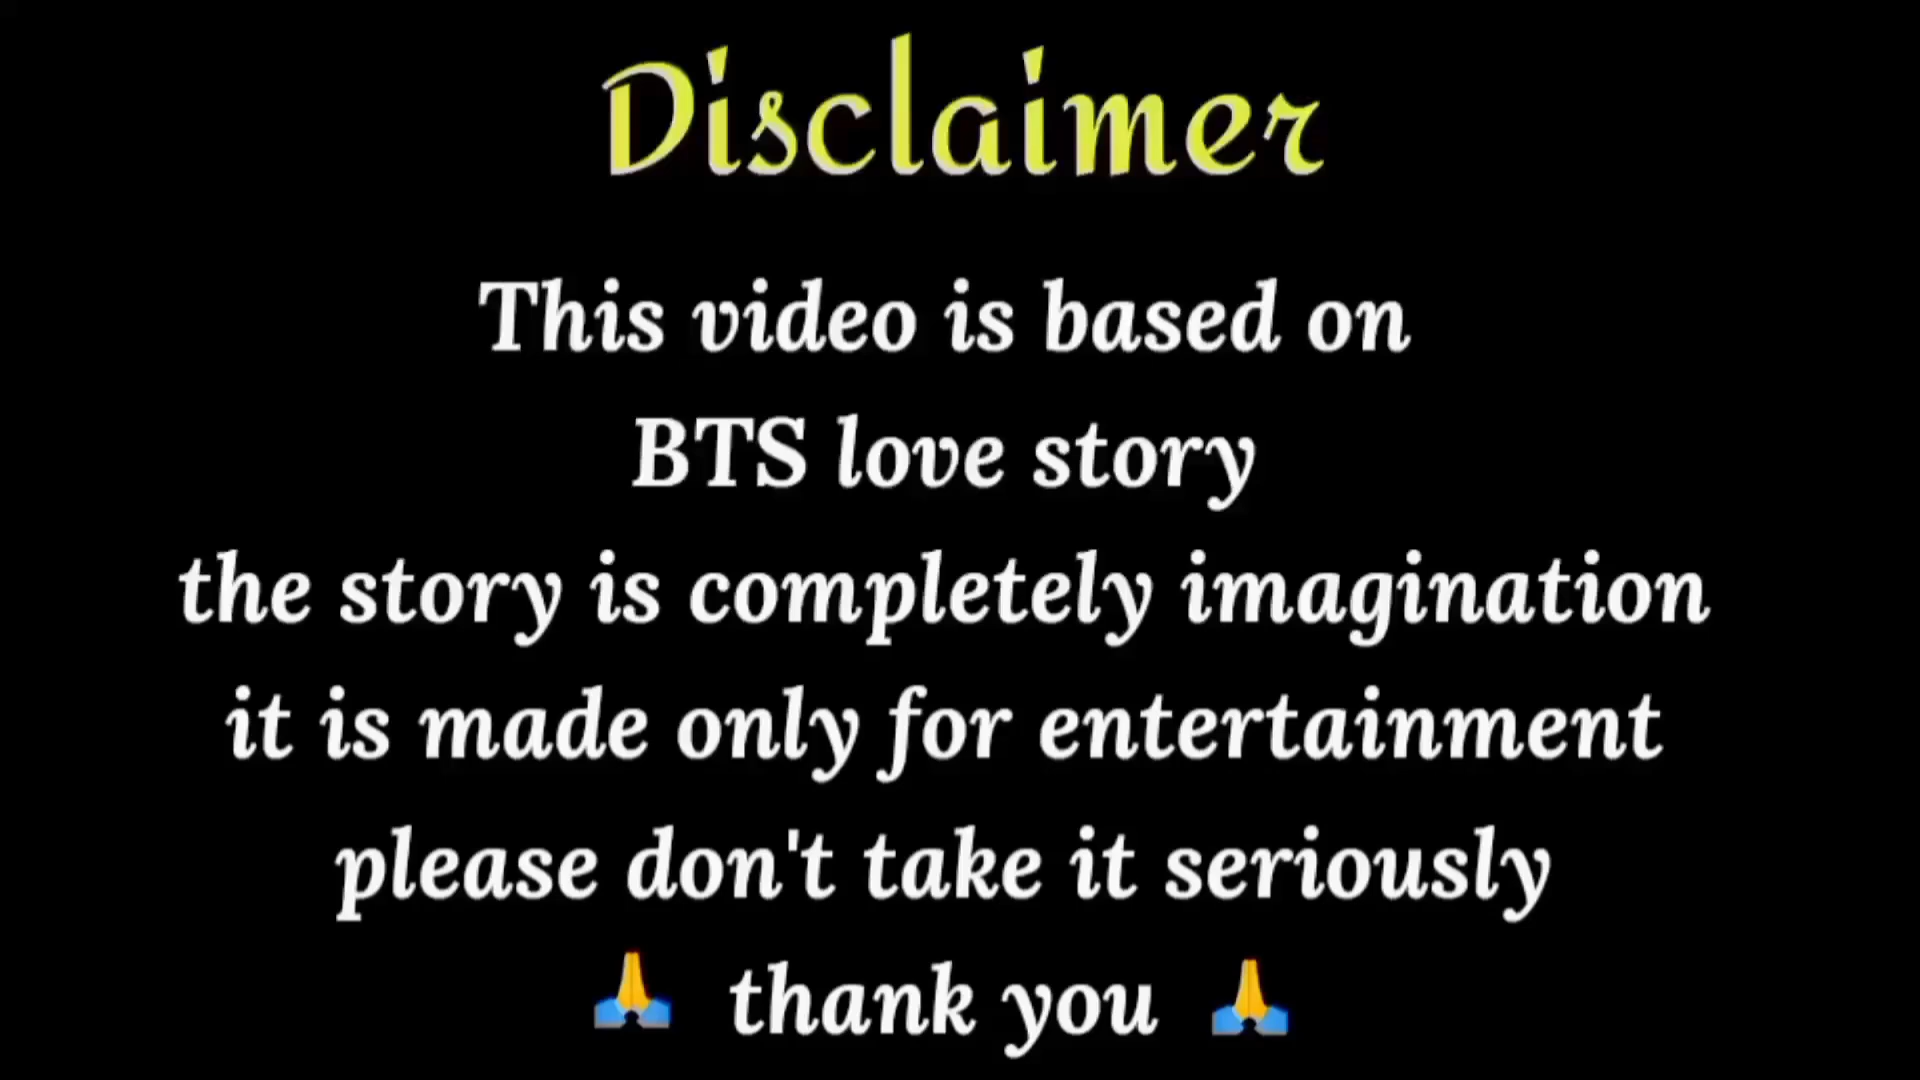 Disclaimer
This video is based on
BTS love story
the story is completely imagination
it is made only for entertainment
please don't take it seriously
🙏 thank you 🙏